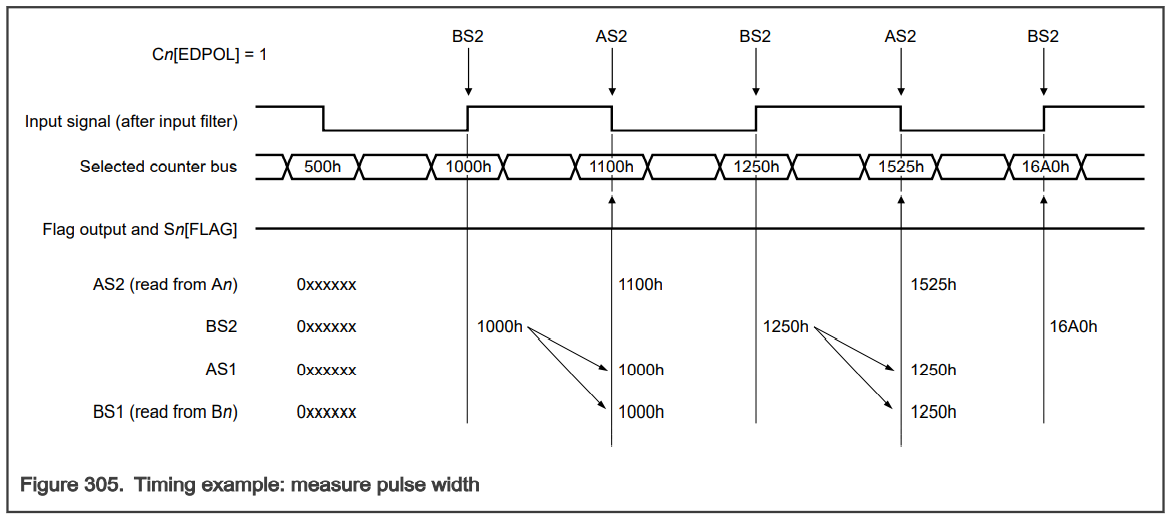 BS2 AS2 BS2 AS2 BS2
Cn[EDPOL] = 1
Input signal (after input filter)
Selected counter bus 500h 1000h 1100h 1250h 1525h 16A0h
Flag output and Sn[FLAG]
AS2 (read from An) 0xxxxxx 1100h 1525h
BS2 0xxxxxx 1000h 1250h 16A0h
AS1 0xxxxxx 1000h 1250h
BS1 (read from Bn) 0xxxxxx 1000h 1250h
Figure 305. Timing example: measure pulse width